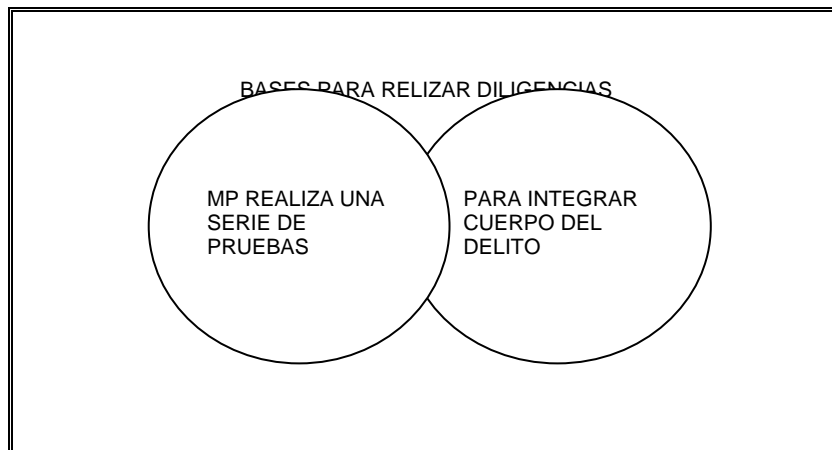 BASES PARA RELIZAR DILIGENCIAS
MP REALIZA UNA
SERIE DE
PRUEBAS
PARA INTEGRAR
CUERPO DEL
DELITO